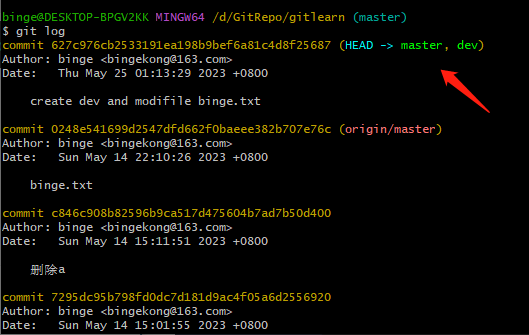 binge@DESKTOP-BPGV2KK MINGW64 /d/GitRepo/gitlearn (master)
$ git log
commit 627c976cb2533191ea198b9bef6a81c4d8f25687 (HEAD -> master, dev)
Author: binge <bingekong@163.com>
Date:   Thu May 25 01:13:29 2023 +0800
    create dev and modifile binge.txt
commit 0248e541699d2547dfd662f0baeee382b707e76c (origin/master)
Author: binge <bingekong@163.com>
Date:   Sun May 14 22:10:26 2023 +0800
    binge.txt
commit c846c908b82596b9ca517d475604b7ad7b50d400
Author: binge <bingekong@163.com>
Date:   Sun May 14 15:11:51 2023 +0800
    删除a
commit 7295dc95b798fd0dc7d181d9ac4f05a6d2556920
Author: binge <bingekong@163.com>
Date:   Sun May 14 15:01:55 2023 +0800